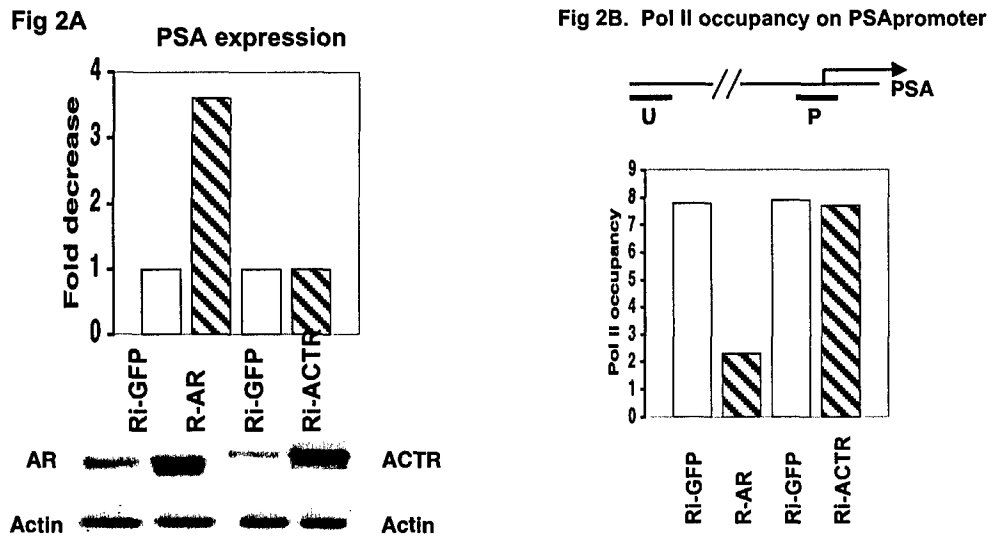 Fig 2A
PSA expression
Fold decrease
4
3
2
1
0
Ri-GFP
R-AR
Ri-GFP
Ri-ACTR
AR
ACTR
Actin
Actin
Fig 2B. Pol II occupancy on PSApromoter
PSA
U
P
Pol II occupancy
9
8
7
6
5
4
3
2
1
0
Ri-GFP
R-AR
Ri-GFP
Ri-ACTR